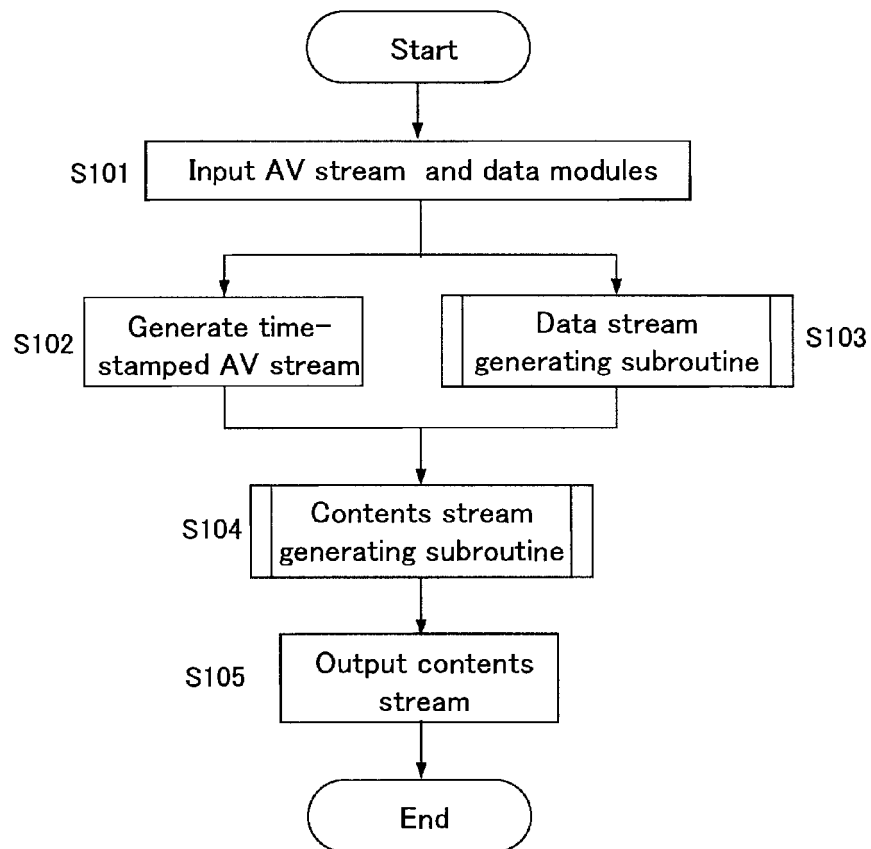 Start
S101
Input AV stream and data modules
S102
Generate time-
stamped AV stream
Data stream
generating subroutine
S103
S104
Contents stream
generating subroutine
S105
Output contents
stream
End